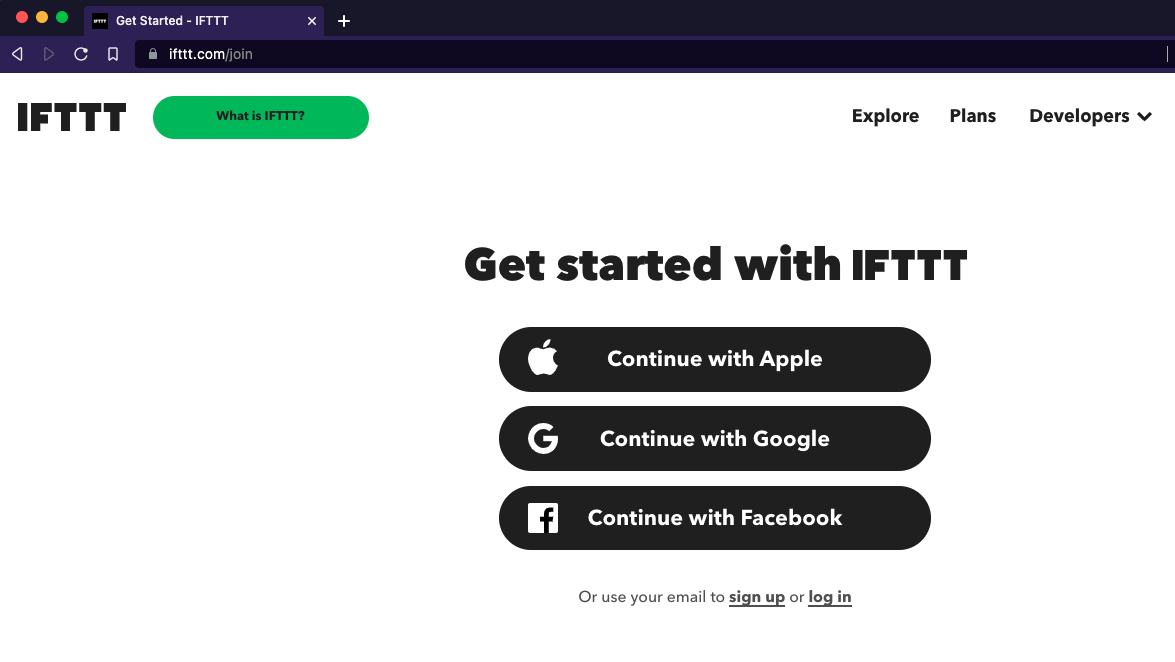 Get Started - IFTTT
ifttt.com/join
IFTTT
What is IFTTT?
Explore
Plans
Developers
Get started with IFTTT
Continue with Apple
Continue with Google
Continue with Facebook
Or use your email to sign up or log in